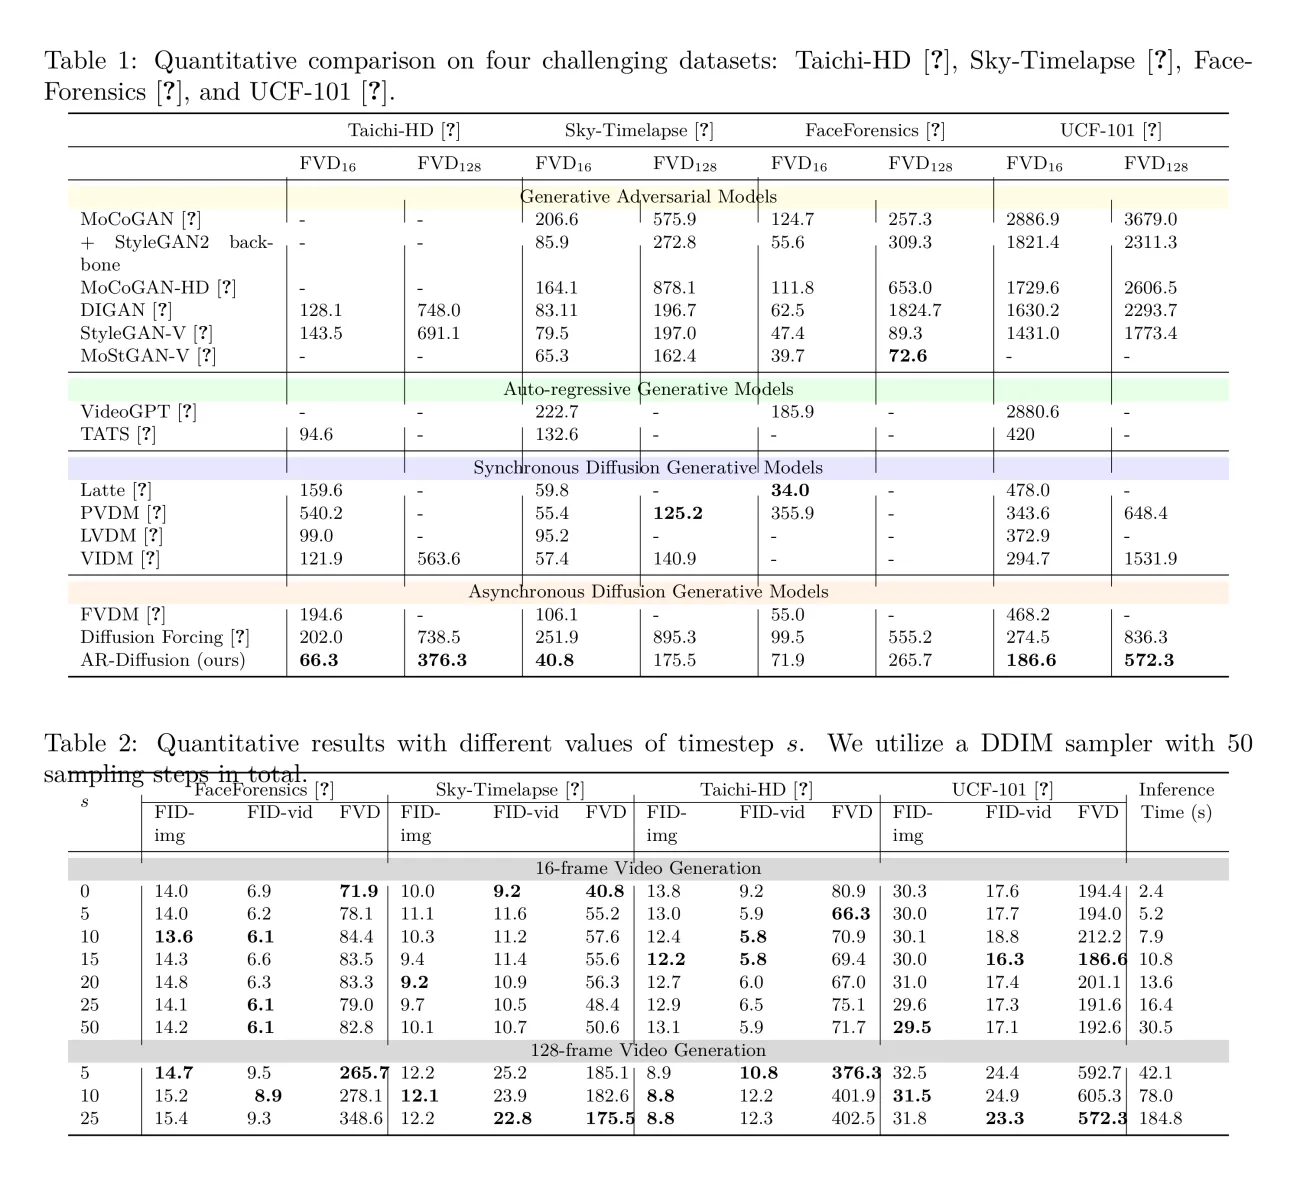 Table 1: Quantitative comparison on four challenging datasets: Taichi-HD [?], Sky-Timelapse [?], Face-
Forensics [?], and UCF-101 [?].
Taichi-HD [?] Sky-Timelapse [?] FaceForensics [?] UCF-101 [?]
FVD16 FVD128 FVD16 FVD128 FVD16 FVD128 FVD16 FVD128
Generative Adversarial Models
MoCoGAN [?] - - 206.6 575.9 124.7 257.3 2886.9 3679.0
+ StyleGAN2 back- - - 85.9 272.8 55.6 309.3 1821.4 2311.3
bone
MoCoGAN-HD [?] - - 164.1 878.1 111.8 653.0 1729.6 2606.5
DIGAN [?] 128.1 748.0 83.11 196.7 62.5 1824.7 1630.2 2293.7
StyleGAN-V [?] 143.5 691.1 79.5 197.0 47.4 89.3 1431.0 1773.4
MoStGAN-V [?] - - 65.3 162.4 39.7 72.6 - -
Auto-regressive Generative Models
VideoGPT [?] - - 222.7 - 185.9 - 2880.6 -
TATS [?] 94.6 - 132.6 - - - 420 -
Synchronous Diffusion Generative Models
Latte [?] 159.6 - 59.8 - 34.0 - 478.0 -
PVDM [?] 540.2 - 55.4 125.2 355.9 - 343.6 648.4
LVDM [?] 99.0 - 95.2 - - - 372.9 -
VIDM [?] 121.9 563.6 57.4 140.9 - - 294.7 1531.9
Asynchronous Diffusion Generative Models
FVDM [?] 194.6 - 106.1 - 55.0 - 468.2 -
Diffusion Forcing [?] 202.0 738.5 251.9 895.3 99.5 555.2 274.5 836.3
AR-Diffusion (ours) 66.3 376.3 40.8 175.5 71.9 265.7 186.6 572.3
Table 2: Quantitative results with different values of timestep s. We utilize a DDIM sampler with 50
sampling steps in total.
s FaceForensics [?] Sky-Timelapse [?] Taichi-HD [?] UCF-101 [?] Inference
FID- FID-vid FVD FID- FID-vid FVD FID- FID-vid FVD FID- FID-vid FVD Time (s)
img img img img
16-frame Video Generation
0 14.0 6.9 71.9 10.0 9.2 40.8 13.8 9.2 80.9 30.3 17.6 194.4 2.4
5 14.0 6.2 78.1 11.1 11.6 55.2 13.0 5.9 66.3 30.0 17.7 194.0 5.2
10 13.6 6.1 84.4 10.3 11.2 57.6 12.4 5.8 70.9 30.1 18.8 212.2 7.9
15 14.3 6.6 83.5 9.4 11.4 55.6 12.2 5.8 69.4 30.0 16.3 186.6 10.8
20 14.8 6.3 83.3 9.2 10.9 56.3 12.7 6.0 67.0 31.0 17.4 201.1 13.6
25 14.1 6.1 79.0 9.7 10.5 48.4 12.9 6.5 75.1 29.6 17.3 191.6 16.4
50 14.2 6.1 82.8 10.1 10.7 50.6 13.1 5.9 71.7 29.5 17.1 192.6 30.5
128-frame Video Generation
5 14.7 9.5 265.7 12.2 25.2 185.1 8.9 10.8 376.3 32.5 24.4 592.7 42.1
10 15.2 8.9 278.1 12.1 23.9 182.6 8.8 12.2 401.9 31.5 24.9 605.3 78.0
25 15.4 9.3 348.6 12.2 22.8 175.5 8.8 12.3 402.5 31.8 23.3 572.3 184.8